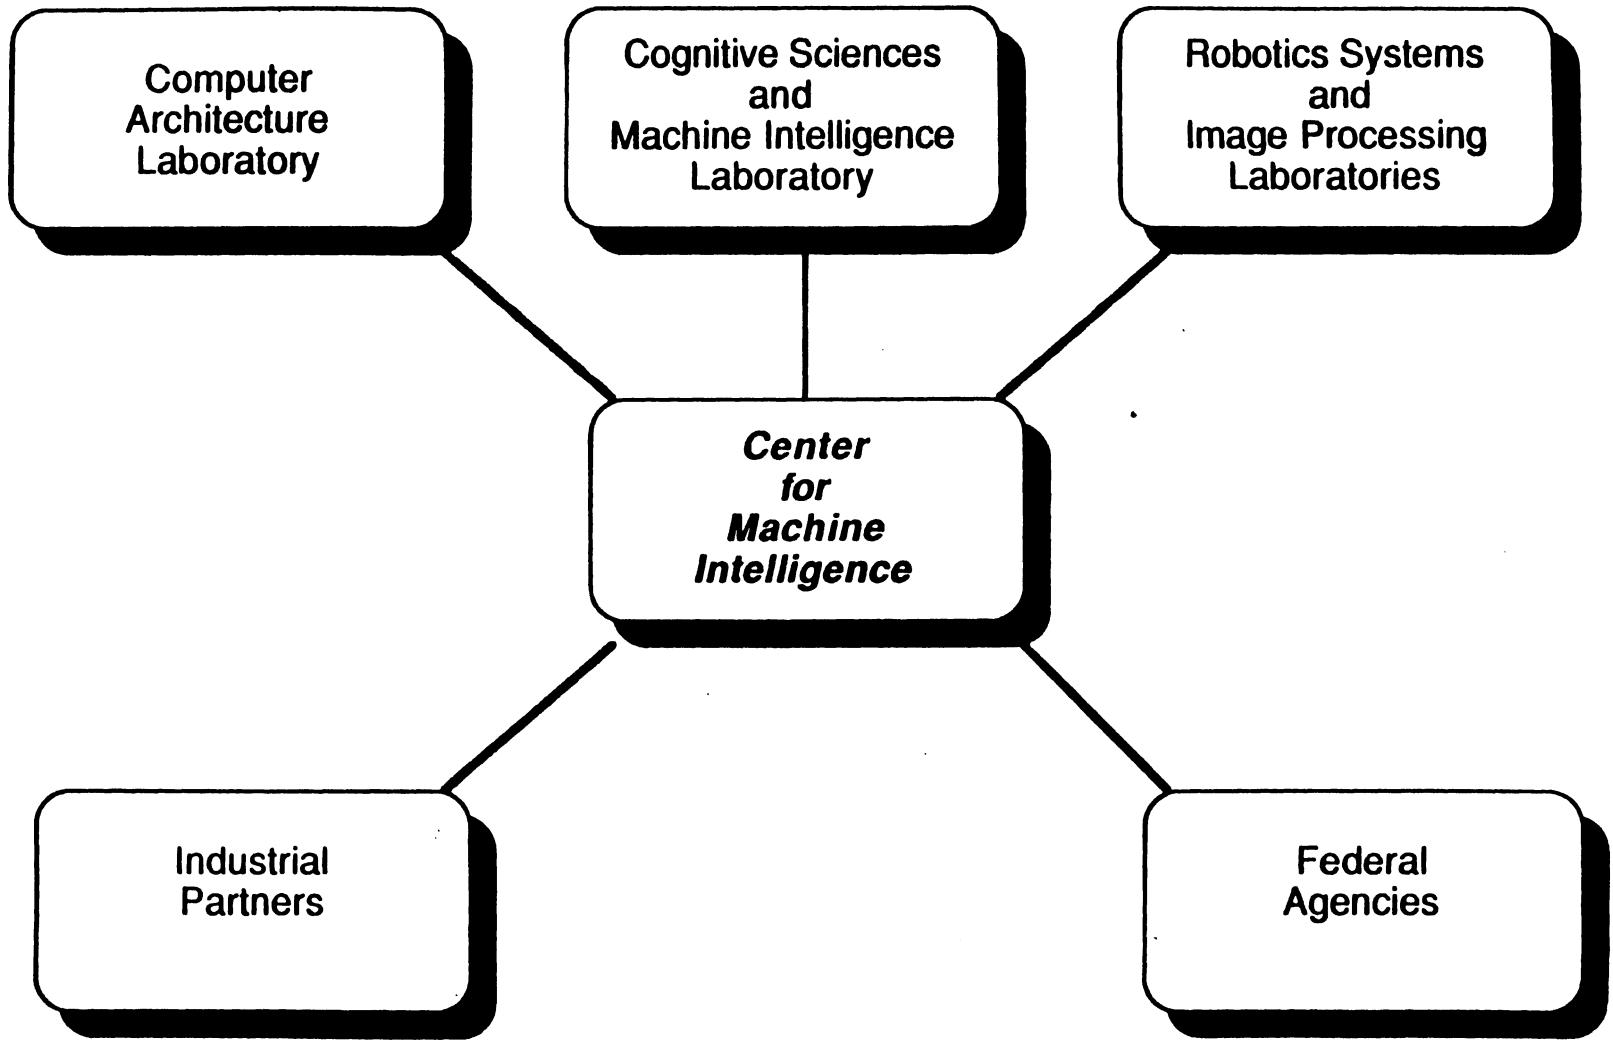 Computer
Architecture
Laboratory
Cognitive Sciences
and
Machine Intelligence
Laboratory
Robotics Systems
and
Image Processing
Laboratories
Center
for
Machine
Intelligence
Industrial
Partners
Federal
Agencies